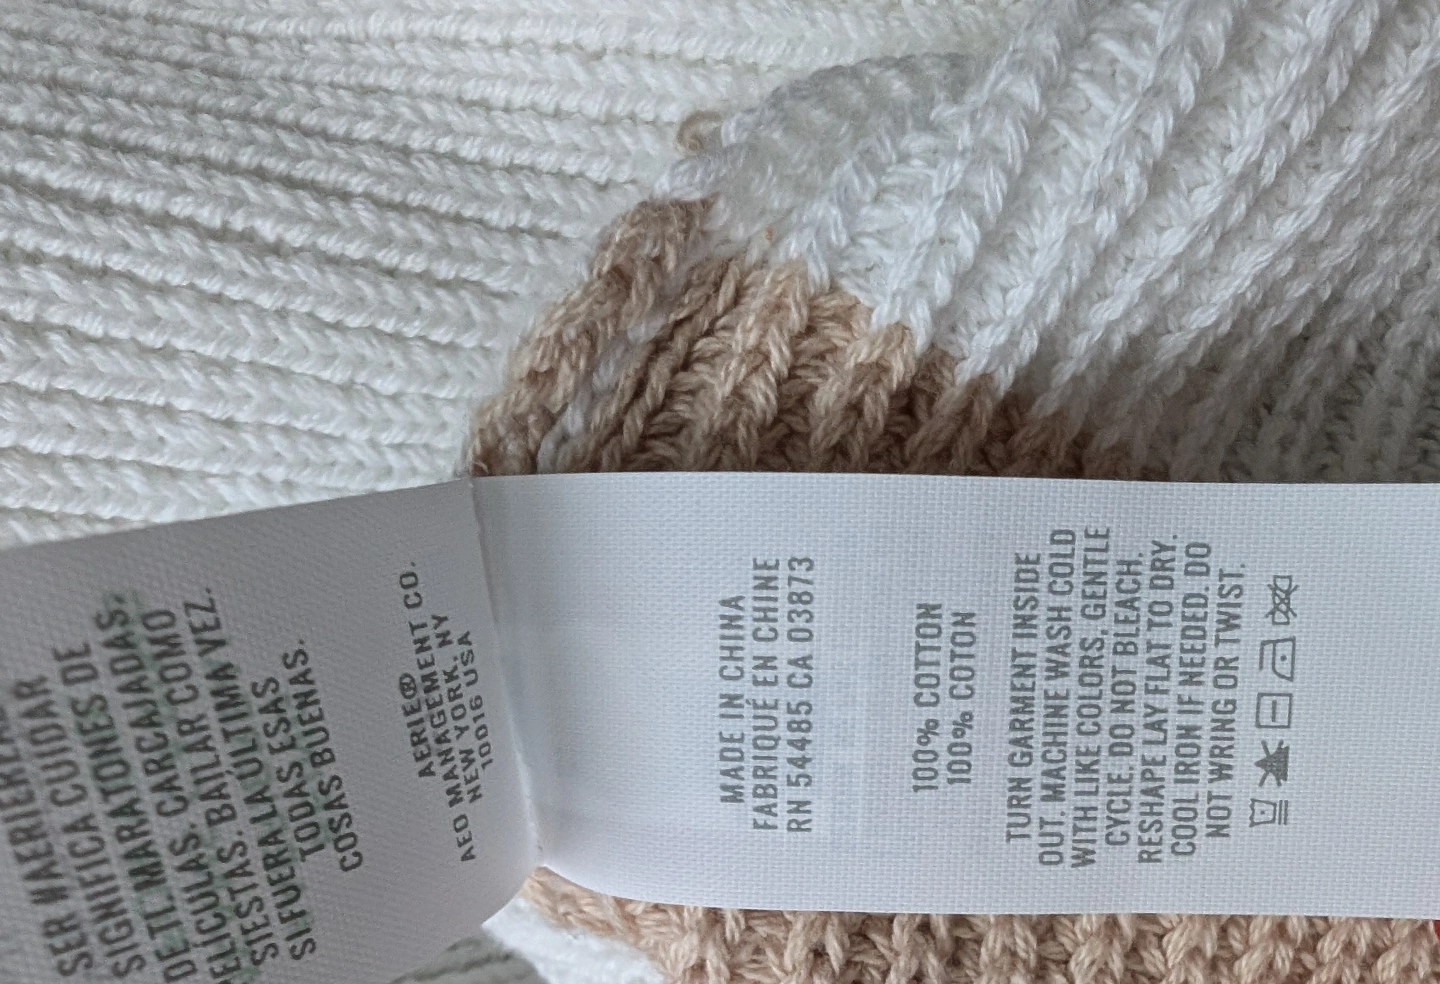 SER #AERIEREAL
SIGNIFICA CUIDAR
MARATONES DE
DE TI. CARCAJADAS.
PELÍCULAS. BAILAR COMO
SIESTAS. BAILAR COMO
SI FUERA LA ÚLTIMA VEZ.
TODAS ESAS
COSAS BUENAS.
AERIE®
AEO MANAGEMENT CO.
NEW YORK, NY
10016 USA
MADE IN CHINA
FABRIQUÉ EN CHINE
RN 54485 CA 03873
100% COTTON
100% COTON
TURN GARMENT INSIDE
OUT. MACHINE WASH COLD
WITH LIKE COLORS, GENTLE
CYCLE. DO NOT BLEACH.
RESHAPE LAY FLAT TO DRY.
COOL IRON IF NEEDED. DO
NOT WRING OR TWIST.